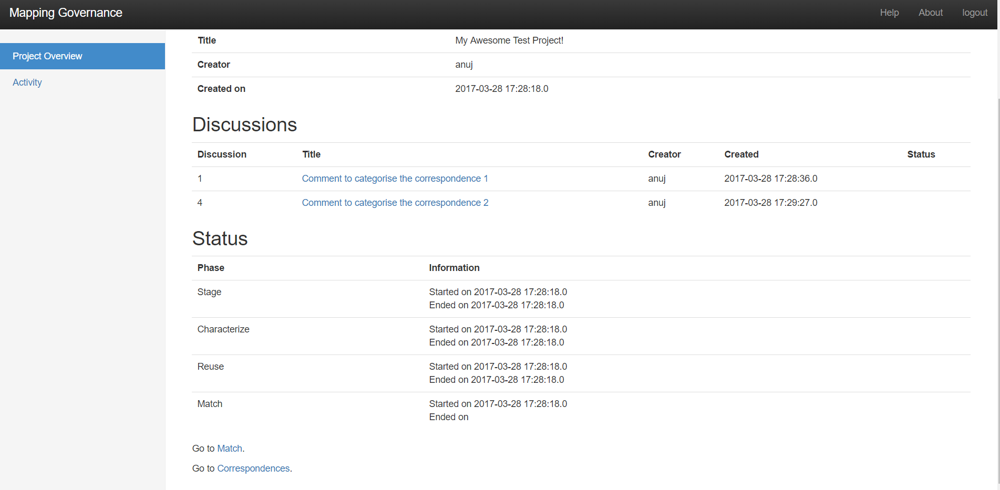 Mapping Governance Help About logout
Project Overview
Activity
Title My Awesome Test Project!
Creator anuj
Created on 2017-03-28 17:28:18.0
Discussions
Discussion Title Creator Created Status
1 Comment to categorise the correspondence 1 anuj 2017-03-28 17:28:36.0
4 Comment to categorise the correspondence 2 anuj 2017-03-28 17:29:27.0
Status
Phase Information
Stage Started on 2017-03-28 17:28:18.0
Ended on 2017-03-28 17:28:18.0
Characterize Started on 2017-03-28 17:28:18.0
Ended on 2017-03-28 17:28:18.0
Reuse Started on 2017-03-28 17:28:18.0
Ended on 2017-03-28 17:28:18.0
Match Started on 2017-03-28 17:28:18.0
Ended on
Go to Match.
Go to Correspondences.